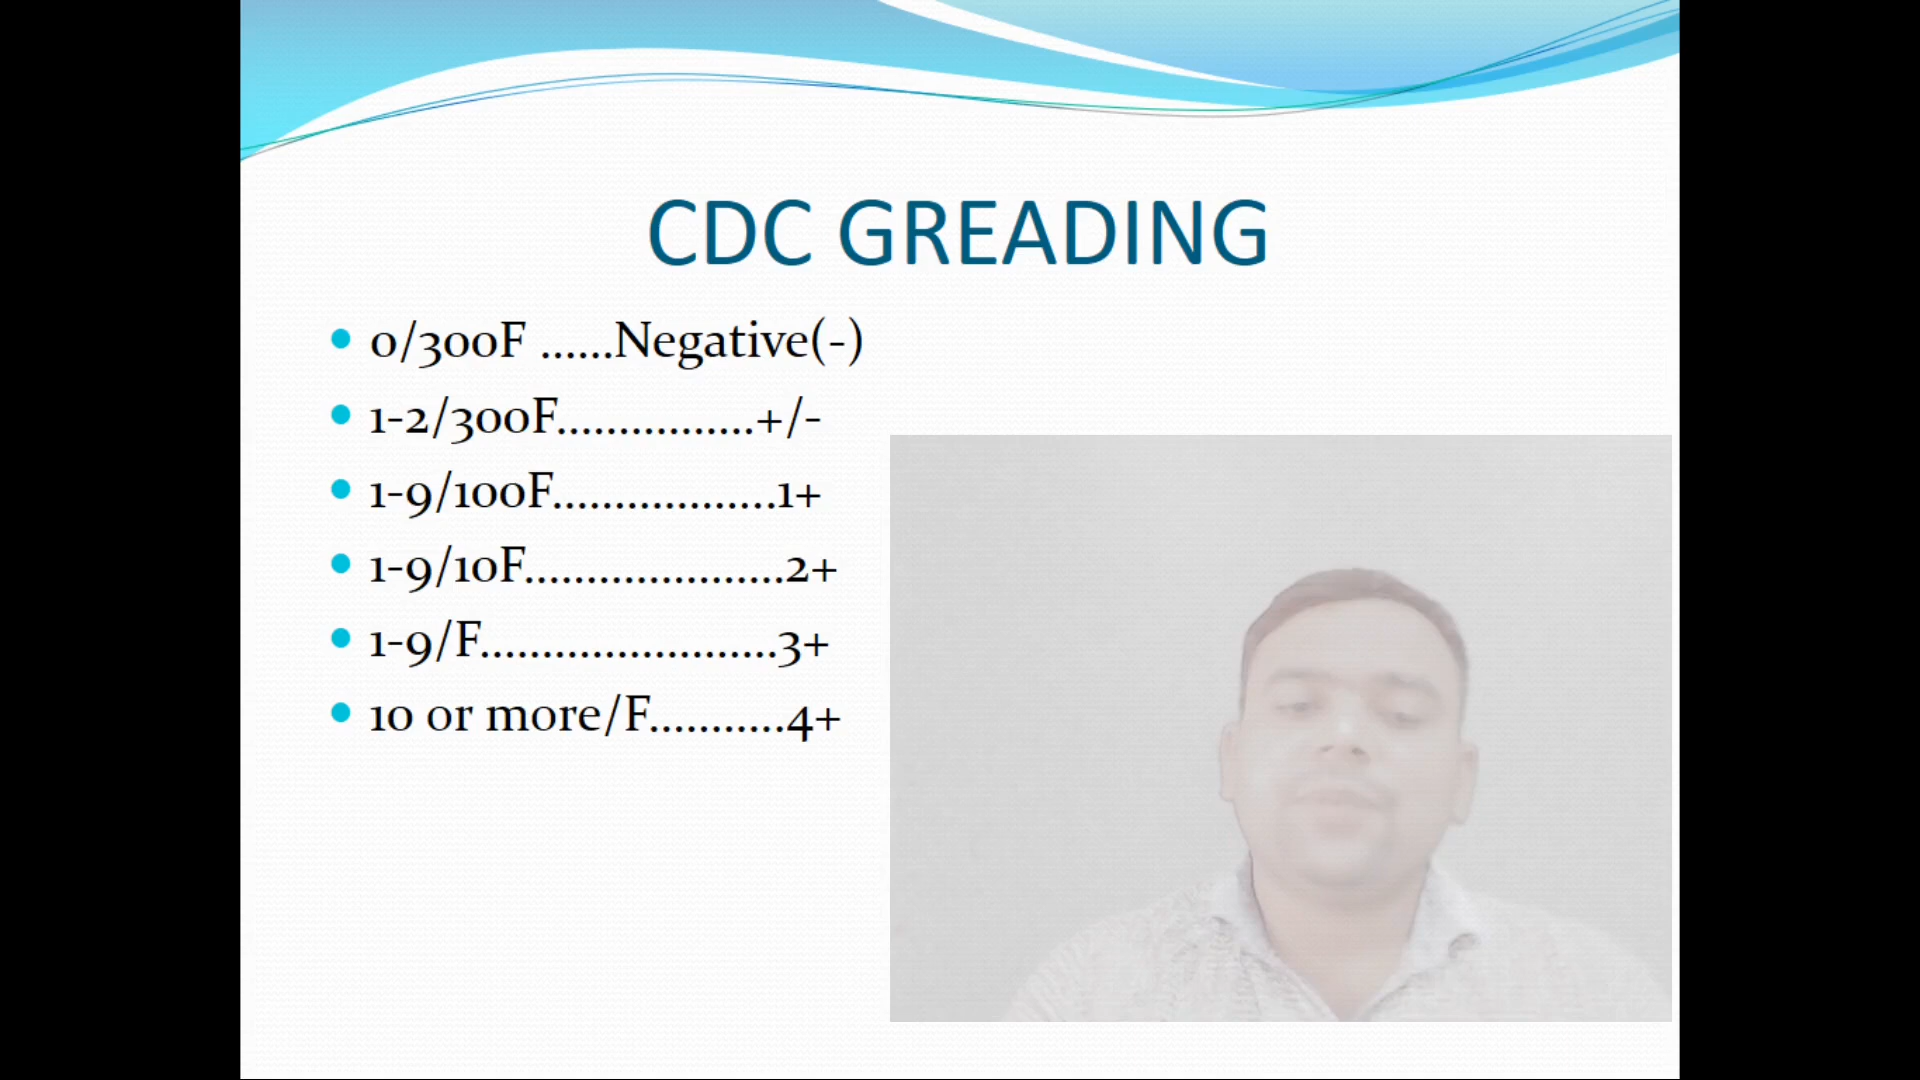 CDC GREADING
0/300F ......Negative(-)
1-2/300F................+/-
1-9/100F..................1+
1-9/10F.....................2+
1-9/F........................3+
10 or more/F...........4+